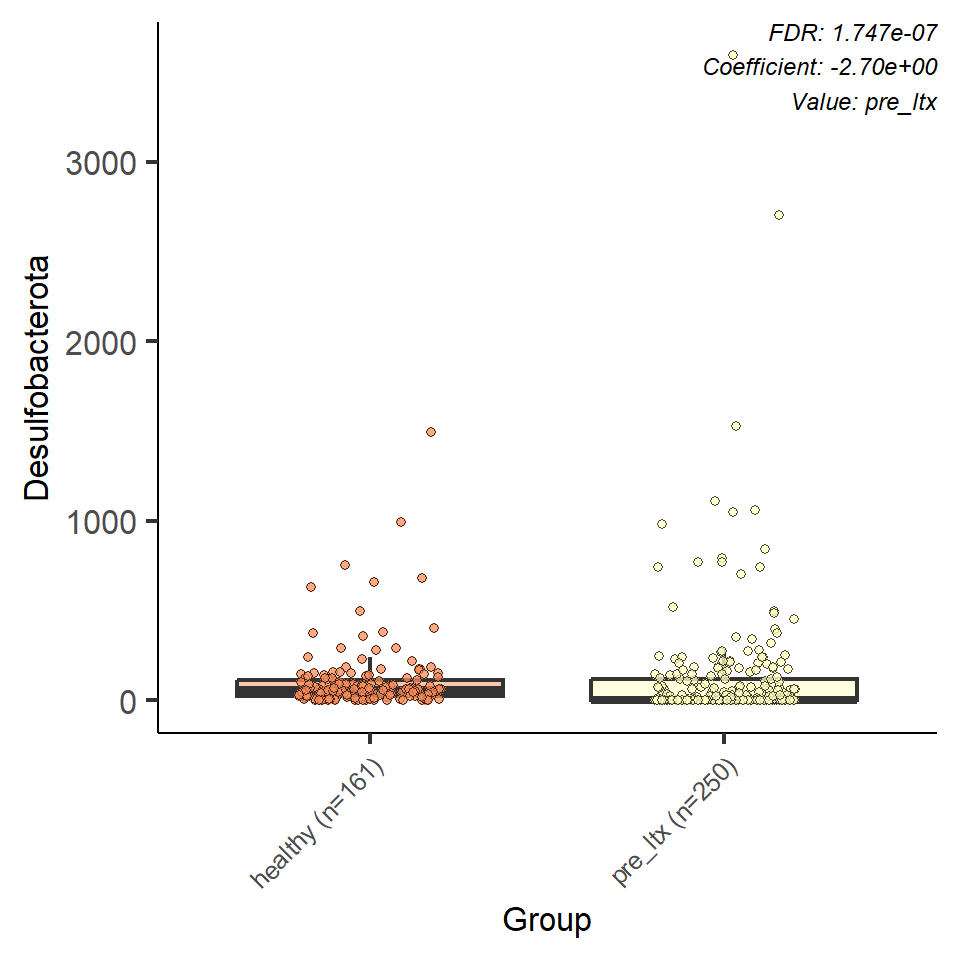 FDR: 1.747e-07
Coefficient: -2.70e+00
Value: pre_ltx
Desulfobacterota
3000
2000
1000
0
healthy (n=161)
pre_ltx (n=250)
Group